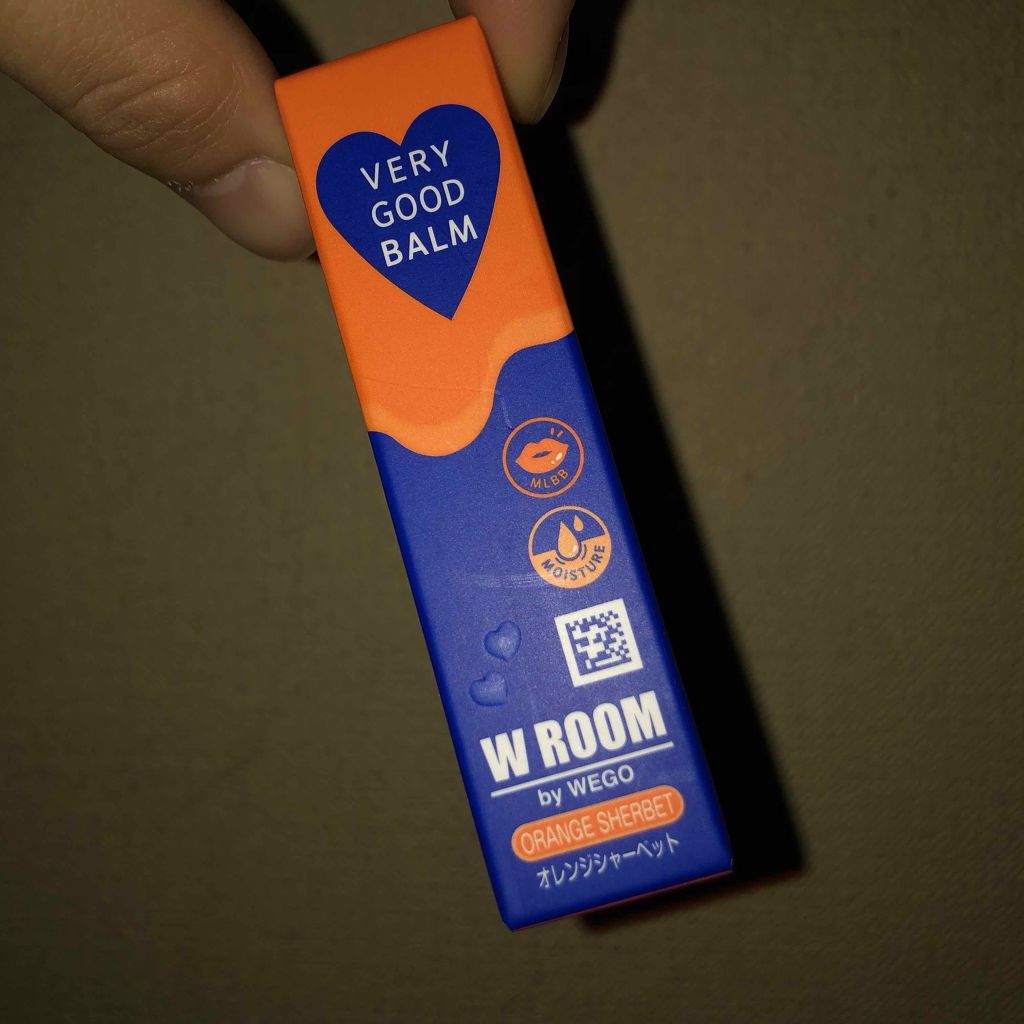 VERY
GOOD
BALM
MLBB
MOISTURE
W ROOM
by WEGO
ORANGE SHERBET
オレンジシャーベット